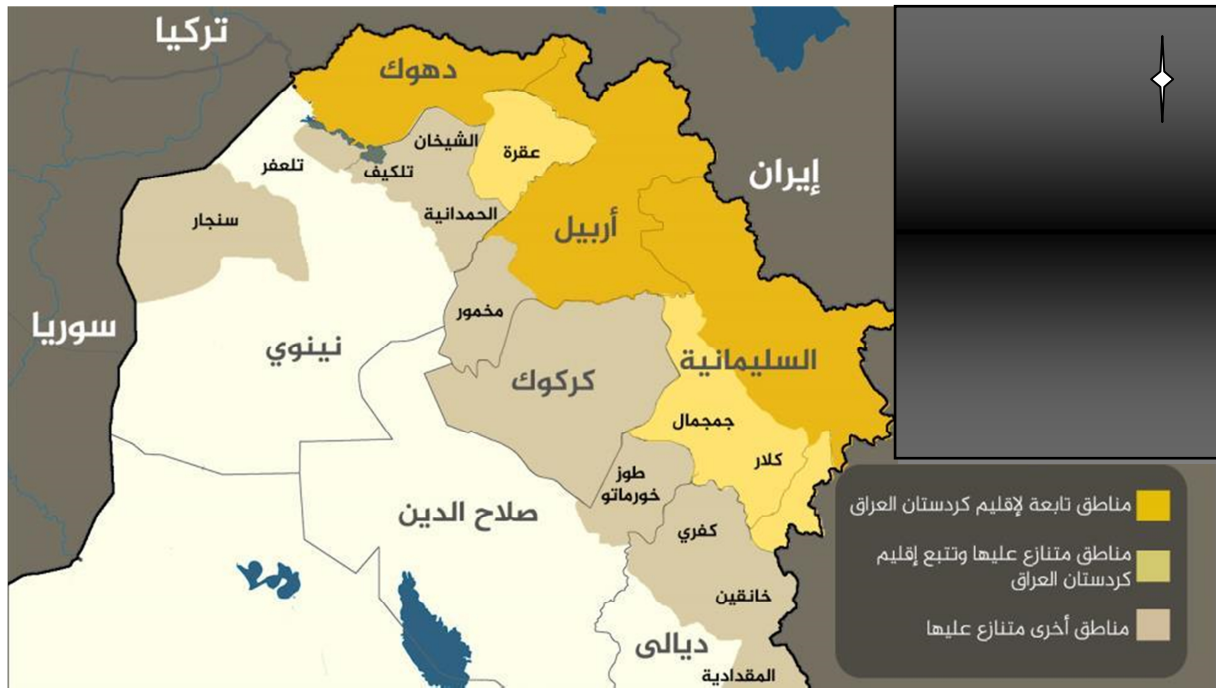 تركيا
دهوك
الشيخان
عقرة
تلعفر
تلكيف
إيران
سنجار
الحمدانية
أربيل
مخمور
سوريا
نينوي
السليمانية
كركوك
جمجمال
كلار
طوز
خورماتو
صلاح الدين
كفري
خانقين
ديالى
المقدادية
مناطق تابعة لإقليم كردستان العراق
مناطق متنازع عليها وتتبع إقليم
كردستان العراق
مناطق أخرى متنازع عليها